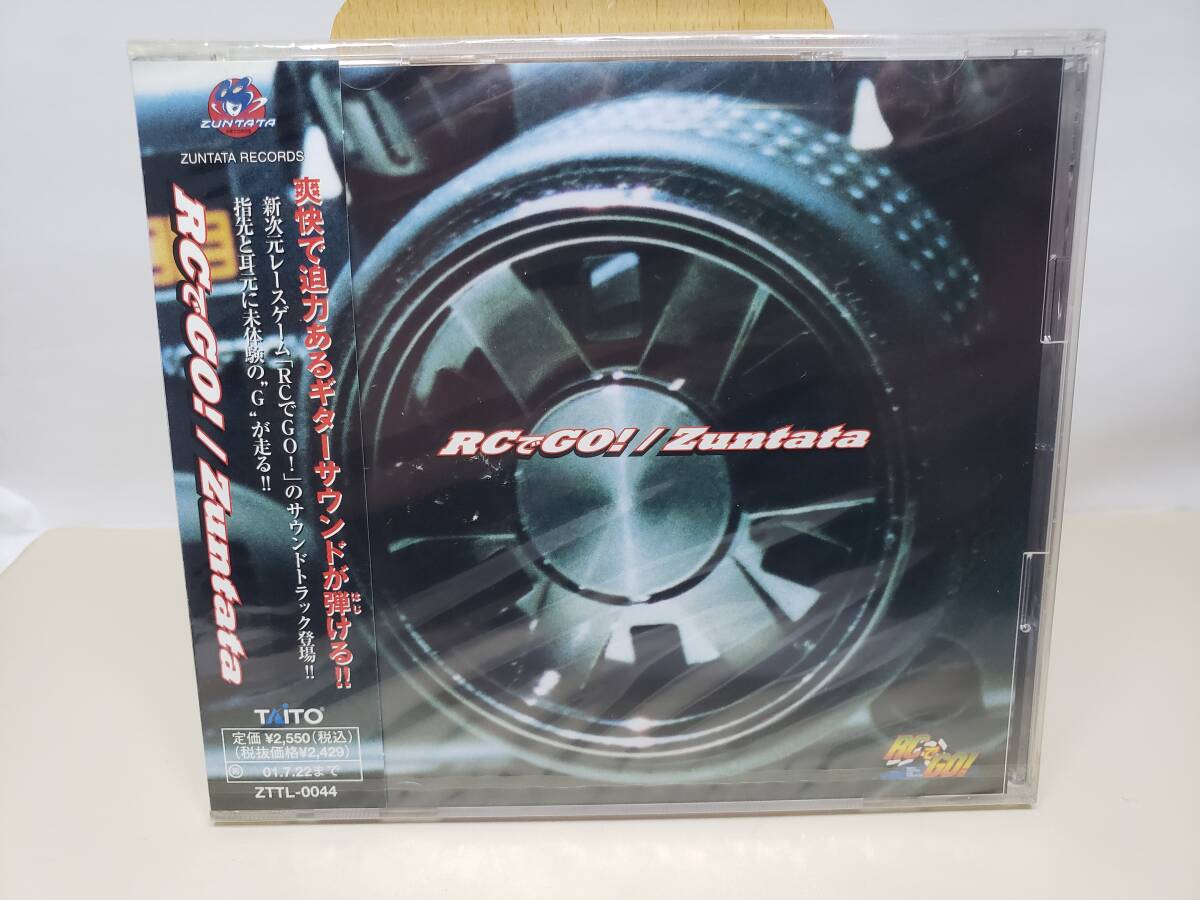 ZUNTATA
ZUNTATA RECORDS
爽快で迫力あるギターサウンドが弾ける!!
はじ
新次元レースゲーム「RCでGO!」のサウンドトラック登場!!
指先と耳元に未体験の"G"が走る!!
RCでGO! / Zuntata
TAITO®
定価 ¥2,550(税込)
(税抜価格¥2,429)
再 01.7.22まで
ZTTL-0044
RCでGO! / Zuntata
RCでGO!